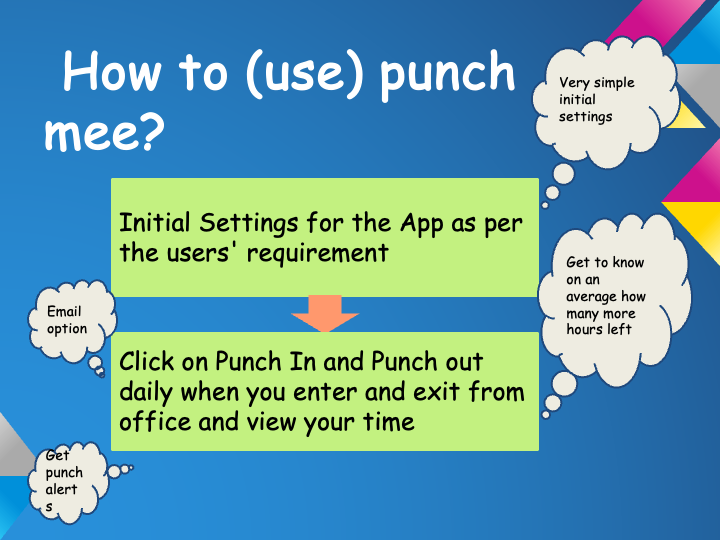 How to (use) punch
mee?
Very simple
initial
settings
Initial Settings for the App as per
the users' requirement
Get to know
on an
average how
many more
hours left
Email
option
Click on Punch In and Punch out
daily when you enter and exit from
office and view your time
Get
punch
alert
s